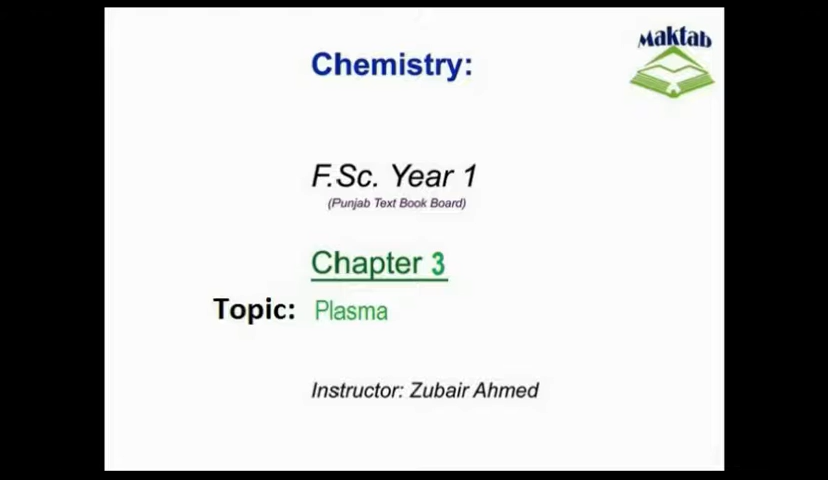 Maktab
Chemistry:
F.Sc. Year 1
(Punjab Text Book Board)
Chapter 3
Topic: Plasma
Instructor: Zubair Ahmed